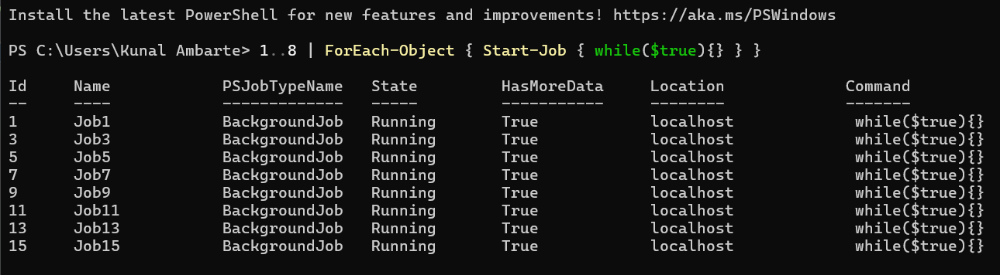 Install the latest PowerShell for new features and improvements! https://aka.ms/PSWindows
PS C:\Users\Kunal Ambarte> 1..8 | ForEach-Object { Start-Job { while($true){} } }
Id     Name            PSJobTypeName   State         HasMoreData     Location             Command
--     ----            -------------   -----         -----------     --------             -------
1      Job1            BackgroundJob   Running       True            localhost             while($true){}
3      Job3            BackgroundJob   Running       True            localhost             while($true){}
5      Job5            BackgroundJob   Running       True            localhost             while($true){}
7      Job7            BackgroundJob   Running       True            localhost             while($true){}
9      Job9            BackgroundJob   Running       True            localhost             while($true){}
11     Job11           BackgroundJob   Running       True            localhost             while($true){}
13     Job13           BackgroundJob   Running       True            localhost             while($true){}
15     Job15           BackgroundJob   Running       True            localhost             while($true){}